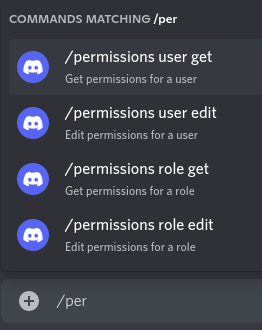 COMMANDS MATCHING /per
/permissions user get
Get permissions for a user
/permissions user edit
Edit permissions for a user
/permissions role get
Get permissions for a role
/permissions role edit
Edit permissions for a role
/per